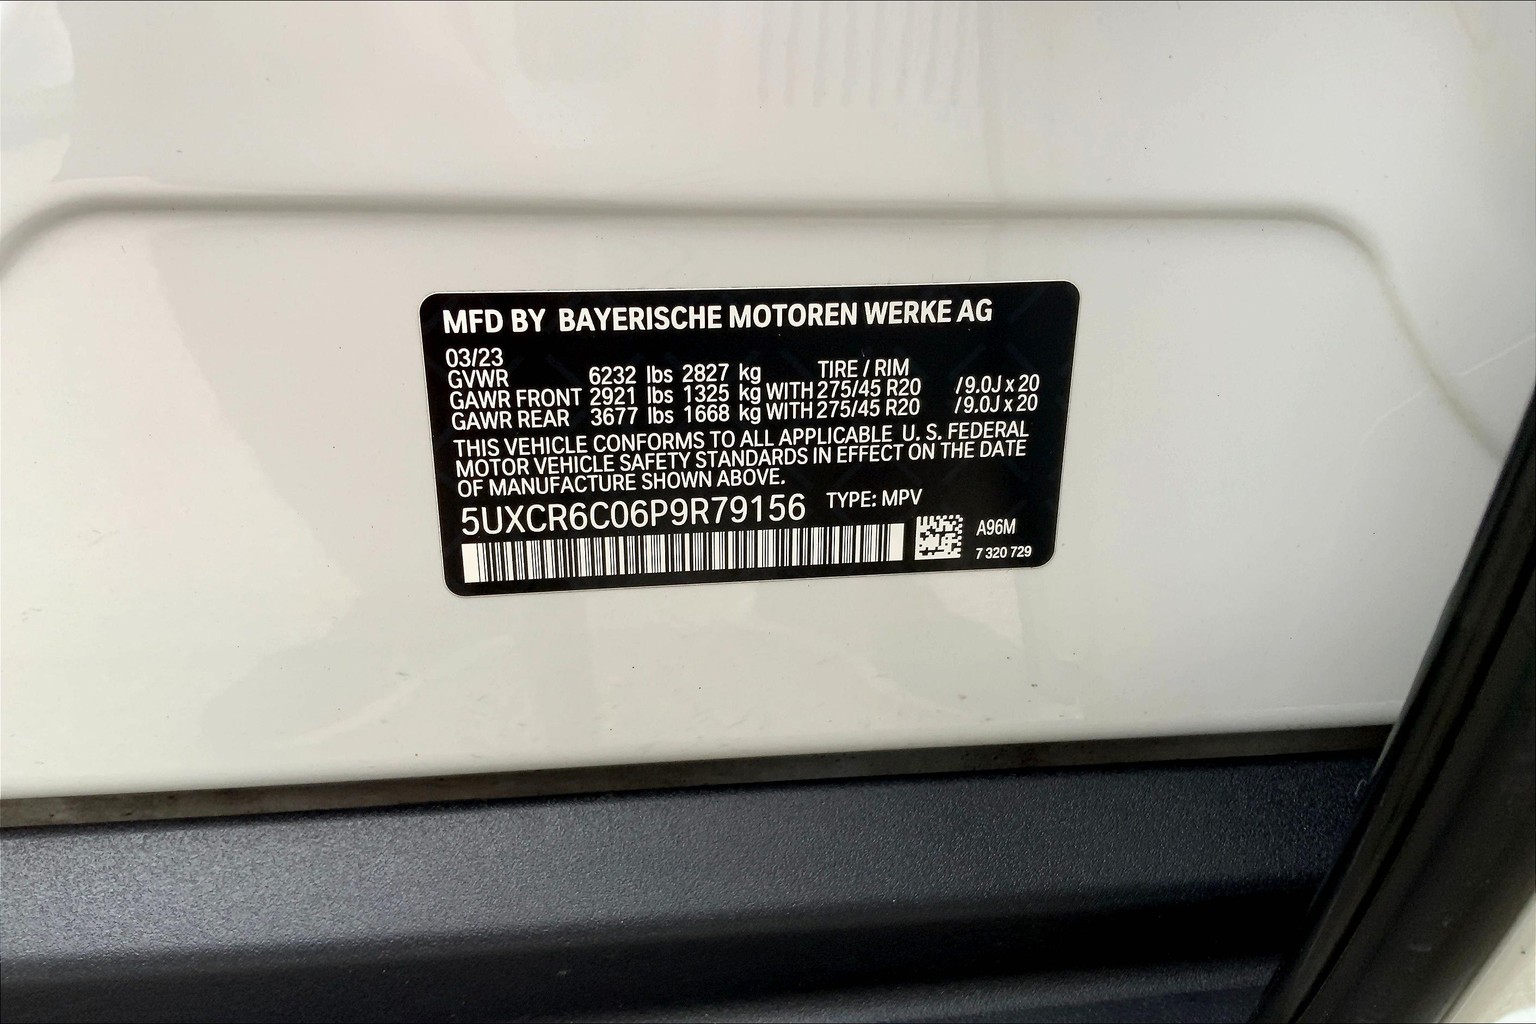 MFD BY BAYERISCHE MOTOREN WERKE AG
03/23
GVWR 6232 lbs 2827 kg TIRE / RIM
GAWR FRONT 2921 lbs 1325 kg WITH 275/45 R20 /9.0J x 20
GAWR REAR 3677 lbs 1668 kg WITH 275/45 R20 /9.0J x 20
THIS VEHICLE CONFORMS TO ALL APPLICABLE U. S. FEDERAL
MOTOR VEHICLE SAFETY STANDARDS IN EFFECT ON THE DATE
OF MANUFACTURE SHOWN ABOVE.
5UXCR6C06P9R79156 TYPE: MPV
A96M
7 320 729